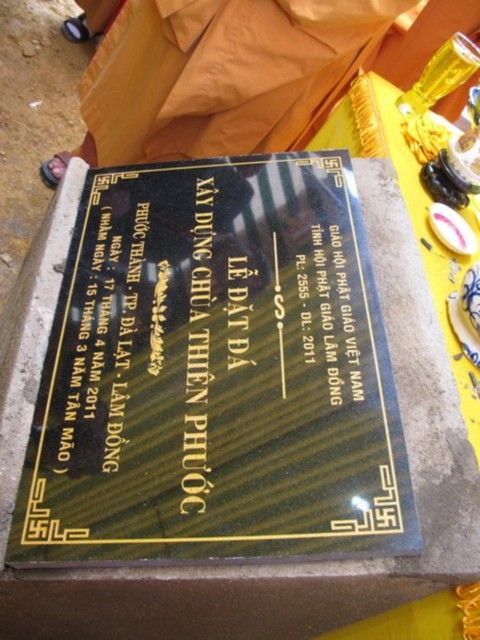 GIÁO HỘI PHẬT GIÁO VIỆT NAM
TỈNH HỘI PHẬT GIÁO LÂM ĐỒNG
PL: 2555 - DL: 2011
LỄ ĐẶT ĐÁ
XÂY DỰNG CHÙA THIÊN PHƯỚC
PHƯỚC THÀNH - TP. ĐÀ LẠT - LÂM ĐỒNG
NGÀY : 17 THÁNG 4 NĂM 2011
( NHẰM NGÀY : 15 THÁNG 3 NĂM TÂN MÃO )